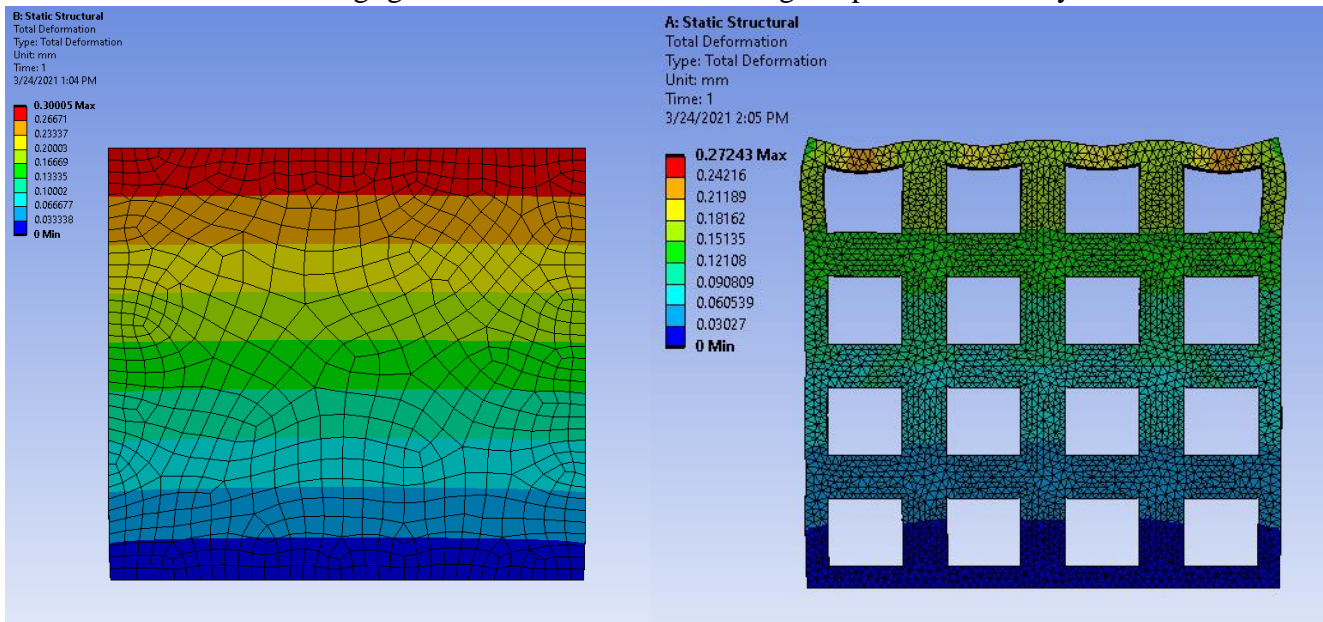 B: Static Structural
Total Deformation
Type: Total Deformation
Unit: mm
Time: 1
3/24/2021 1:04 PM
0.30005 Max
0.26671
0.23337
0.20003
0.16669
0.13335
0.10002
0.066677
0.033338
0 Min
A: Static Structural
Total Deformation
Type: Total Deformation
Unit: mm
Time: 1
3/24/2021 2:05 PM
0.27243 Max
0.24216
0.21189
0.18162
0.15135
0.12108
0.090809
0.060539
0.03027
0 Min